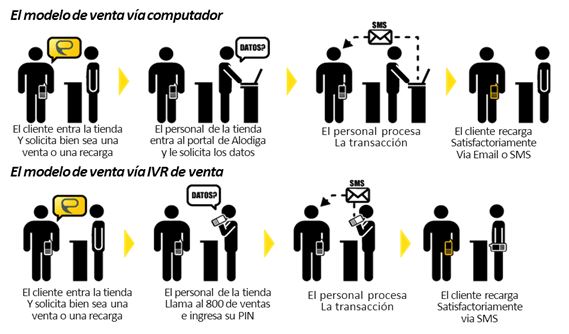 El modelo de venta vía computador
DATOS?
SMS
El cliente entra la tienda
Y solicita bien sea una
venta o una recarga
El personal de la tienda
entra al portal de Alodiga
y le solicita los datos
El personal procesa
La transacción
El cliente recarga
Satisfactoriamente
Via Email o SMS
El modelo de venta vía IVR de venta
DATOS?
SMS
El cliente entra la tienda
Y solicita bien sea una
venta o una recarga
El personal de la tienda
Llama al 800 de ventas
e ingresa su PIN
El personal procesa
La transacción
El cliente recarga
Satisfactoriamente
via SMS